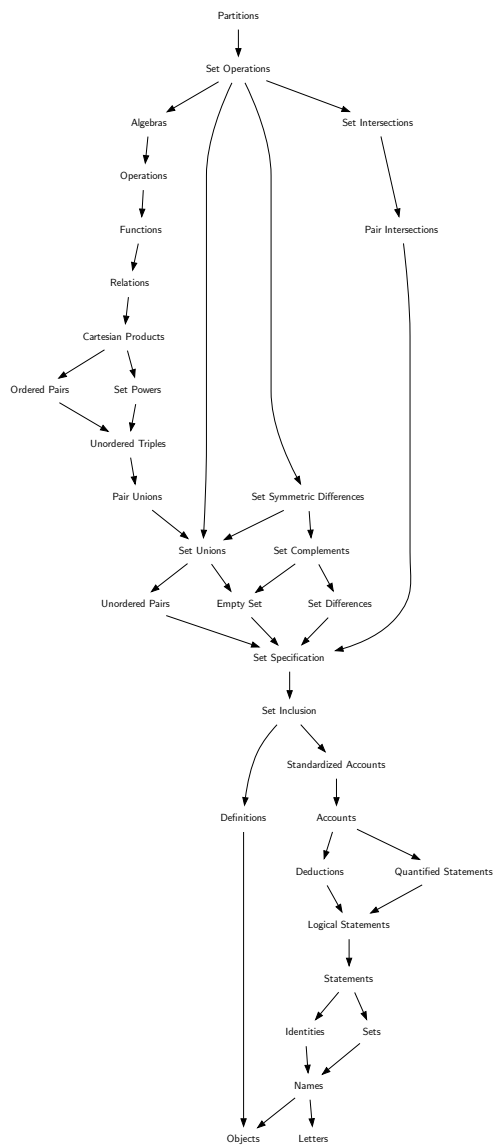 Partitions
Set Operations
Algebras
Set Intersections
Operations
Functions
Pair Intersections
Relations
Cartesian Products
Ordered Pairs
Set Powers
Unordered Triples
Pair Unions
Set Symmetric Differences
Set Unions
Set Complements
Unordered Pairs
Empty Set
Set Differences
Set Specification
Set Inclusion
Standardized Accounts
Definitions
Accounts
Deductions
Quantified Statements
Logical Statements
Statements
Identities
Sets
Names
Objects
Letters